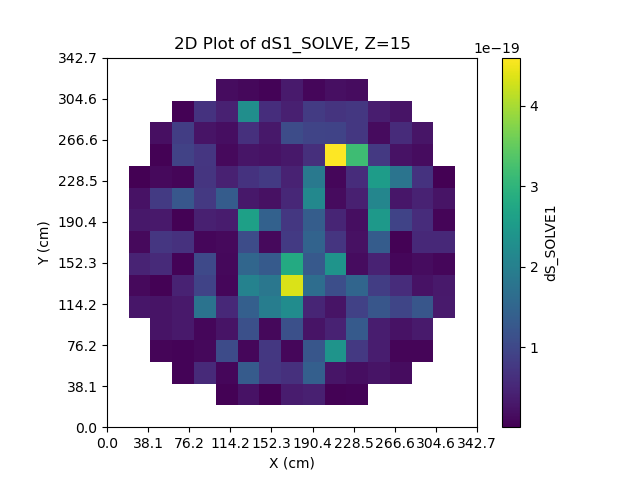 2D Plot of dS1_SOLVE, Z=15
1e−19
342.7
304.6
266.6
228.5
190.4
152.3
114.2
76.2
38.1
0.0
Y (cm)
0.0 38.1 76.2 114.2 152.3 190.4 228.5 266.6 304.6 342.7
X (cm)
4
3
2
1
dS_SOLVE1